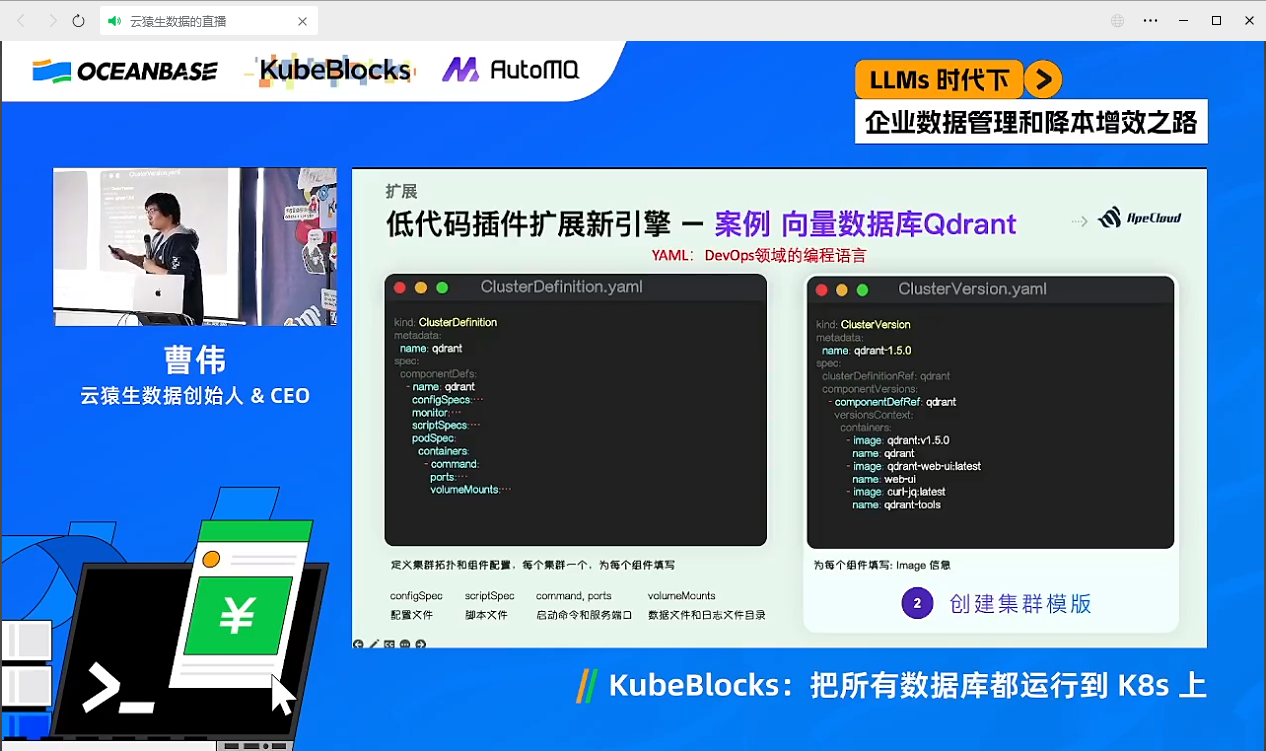 云猿生数据的直播
OCEANBASE
KubeBlocks
AutoMQ
LLMs 时代下
企业数据管理和降本增效之路
曹伟
云猿生数据创始人 & CEO
扩展
低代码插件扩展新引擎 — 案例 向量数据库Qdrant
ApeCloud
YAML：DevOps领域的编程语言
ClusterDefinition.yaml
kind: ClusterDefinition
metadata:
name: qdrant
spec:
componentDefs:
- name: qdrant
configSpecs:···
monitor:···
scriptSpecs:···
podSpec:
containers:
- command:
ports:···
volumeMounts:···
定义集群拓扑和组件配置，每个集群一个，为每个组件填写
configSpec scriptSpec command, ports volumeMounts
配置文件 脚本文件 启动命令和服务端口 数据文件和日志文件目录
ClusterVersion.yaml
kind: ClusterVersion
metadata:
name: qdrant-1.5.0
spec:
clusterDefinitionRef: qdrant
componentVersions:
- componentDefRef: qdrant
versionsContext:
containers:
- image: qdrant:v1.5.0
name: qdrant
- image: qdrant-web-ui:latest
name: web-ui
- image: curl-jq:latest
name: qdrant-tools
为每个组件填写: Image 信息
2 创建集群模版
¥
>_
KubeBlocks：把所有数据库都运行到 K8s 上